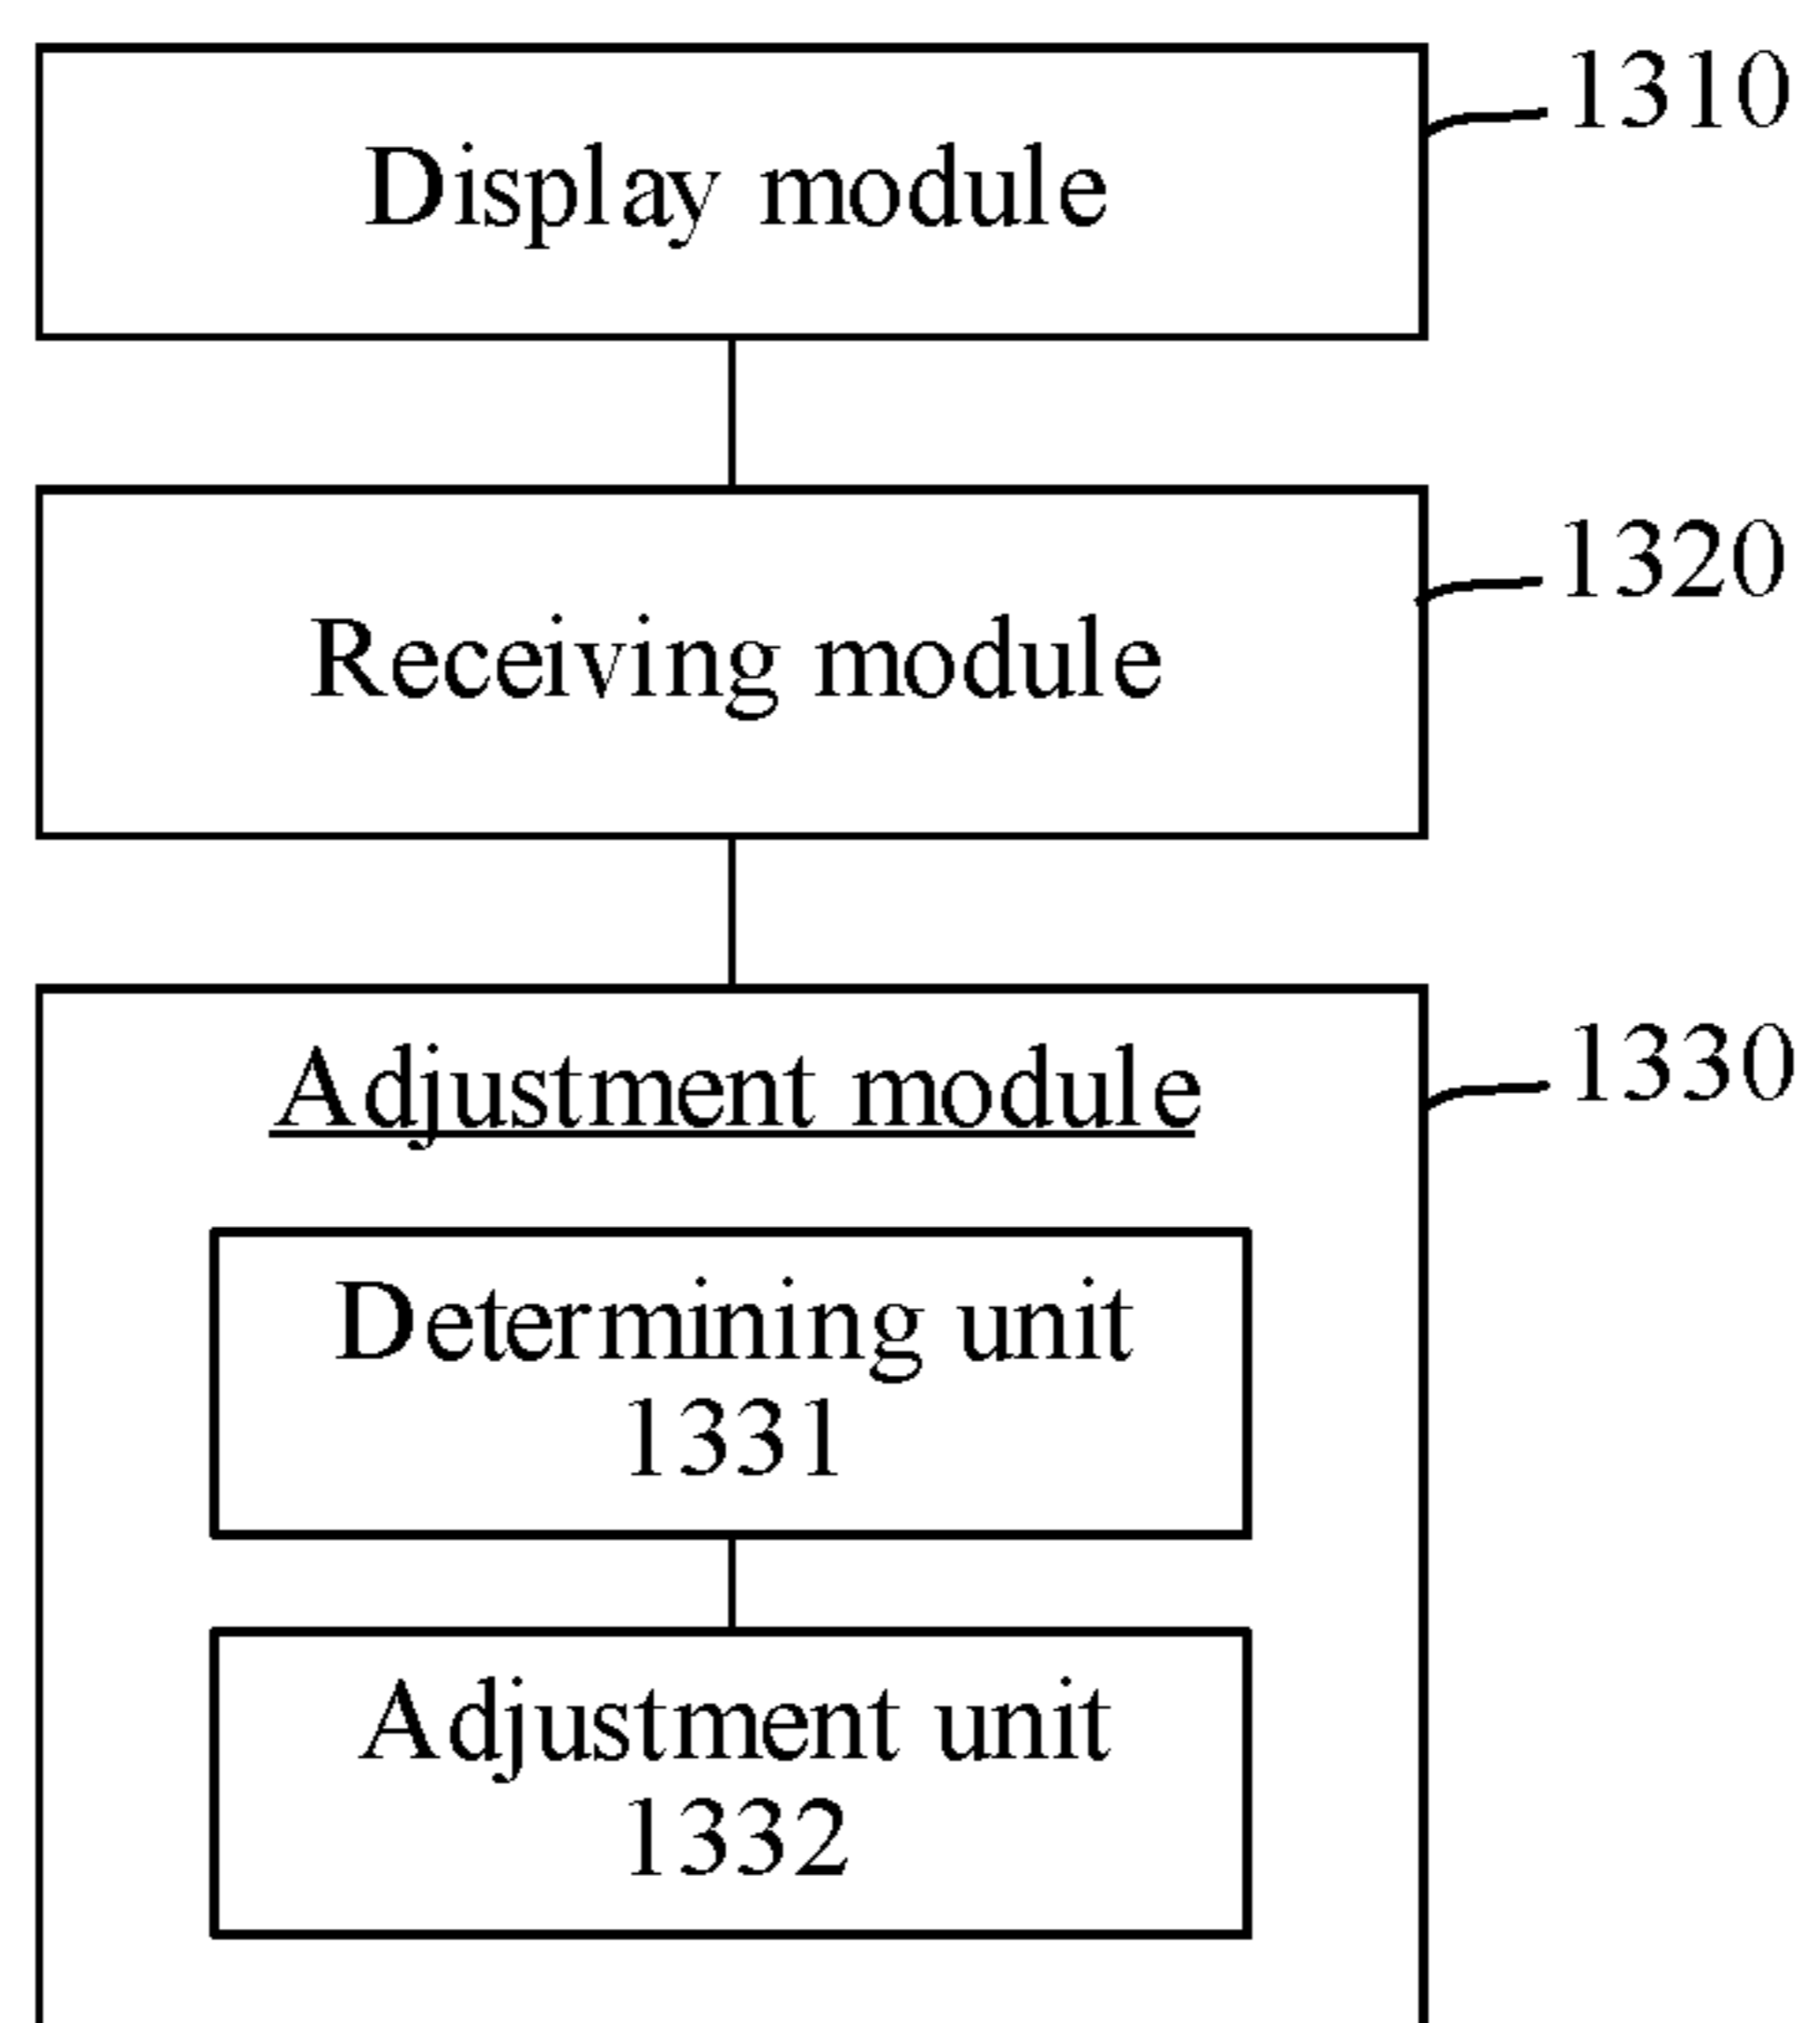 Display module
1310
Receiving module
1320
Adjustment module
1330
Determining unit
1331
Adjustment unit
1332